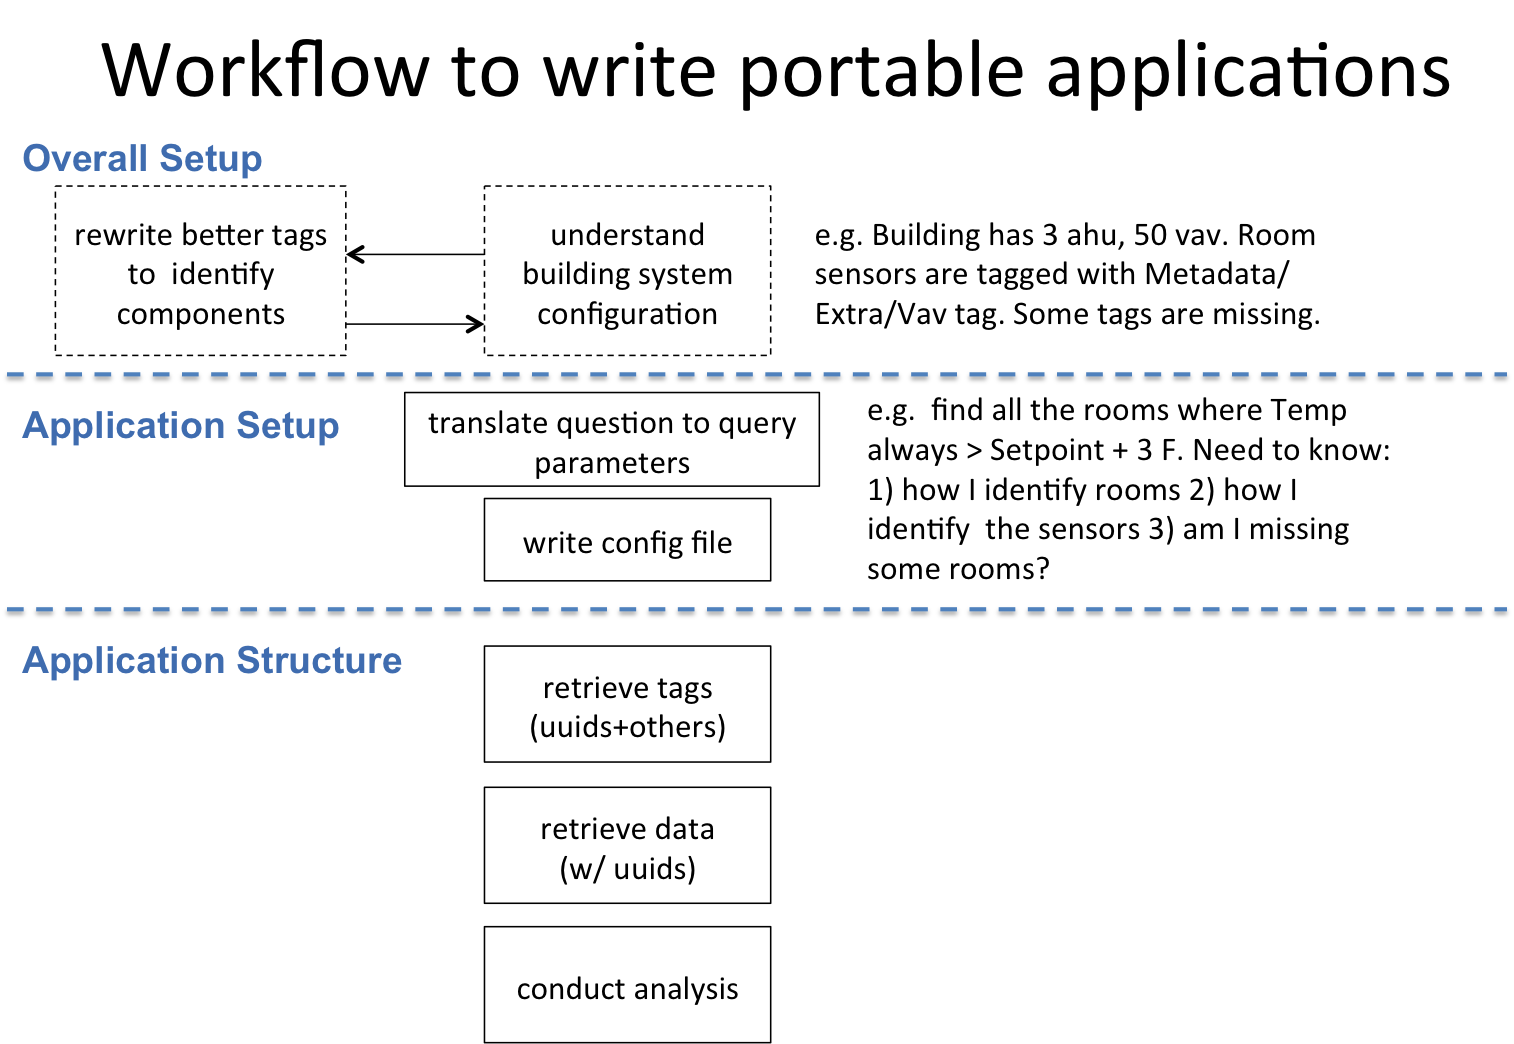 Workflow to write portable applications
Overall Setup
rewrite better tags
to identify
components
understand
building system
configuration
e.g. Building has 3 ahu, 50 vav. Room
sensors are tagged with Metadata/
Extra/Vav tag. Some tags are missing.
Application Setup
translate question to query
parameters
write config file
e.g. find all the rooms where Temp
always > Setpoint + 3 F. Need to know:
1) how I identify rooms 2) how I
identify the sensors 3) am I missing
some rooms?
Application Structure
retrieve tags
(uuids+others)
retrieve data
(w/ uuids)
conduct analysis